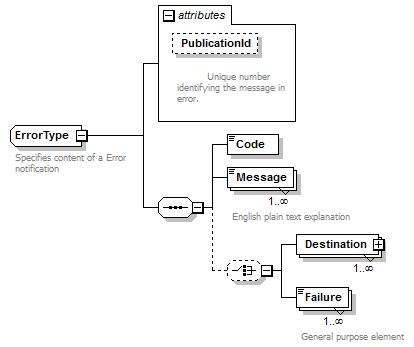 attributes
PublicationId
Unique number
identifying the message in
error.
ErrorType
Specifies content of a Error
notification
Code
Message
1..∞
English plain text explanation
Destination
1..∞
Failure
1..∞
General purpose element